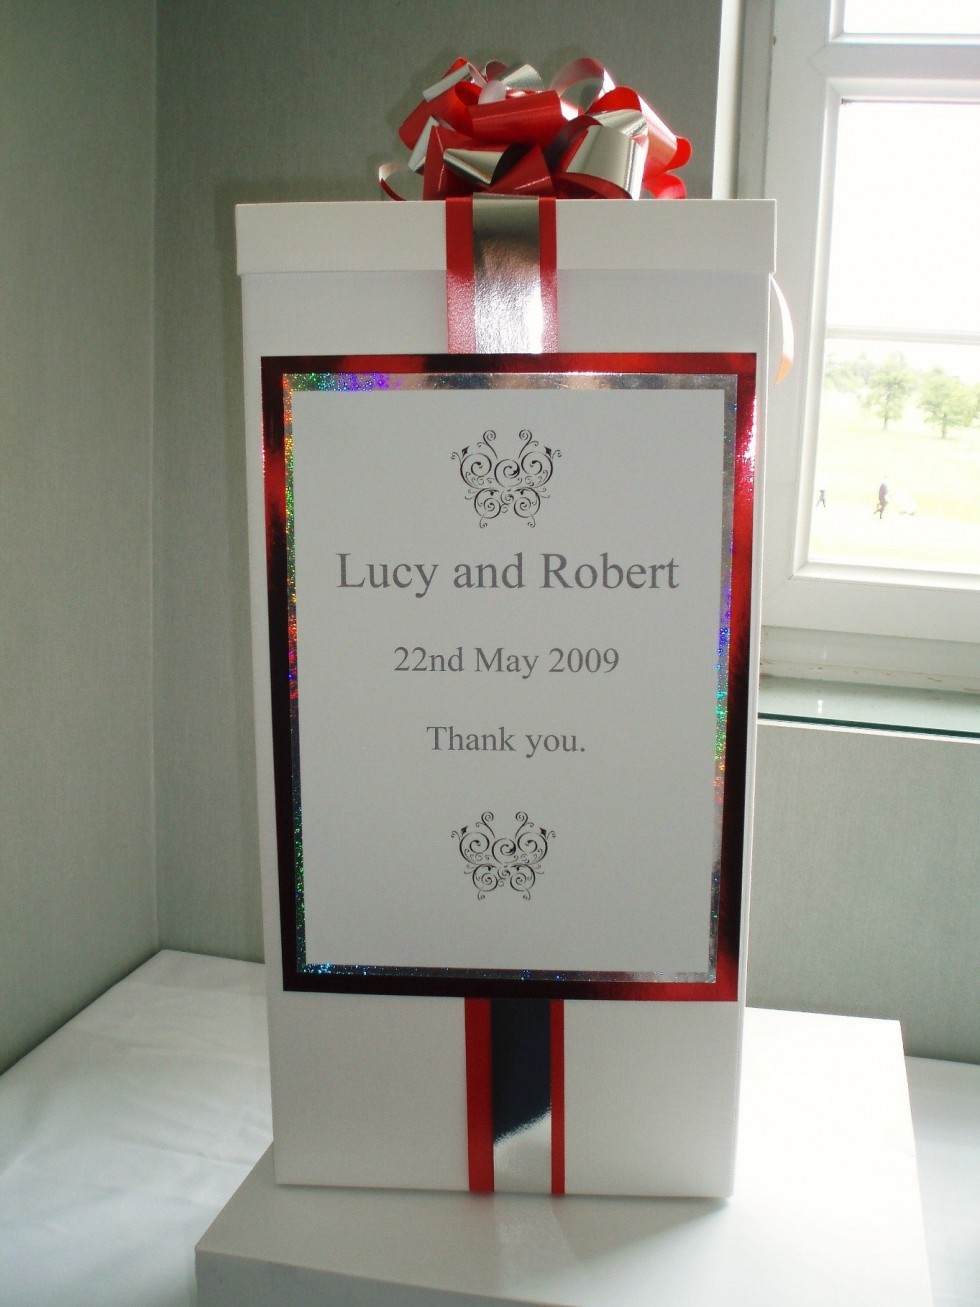 Lucy and Robert
22nd May 2009
Thank you.